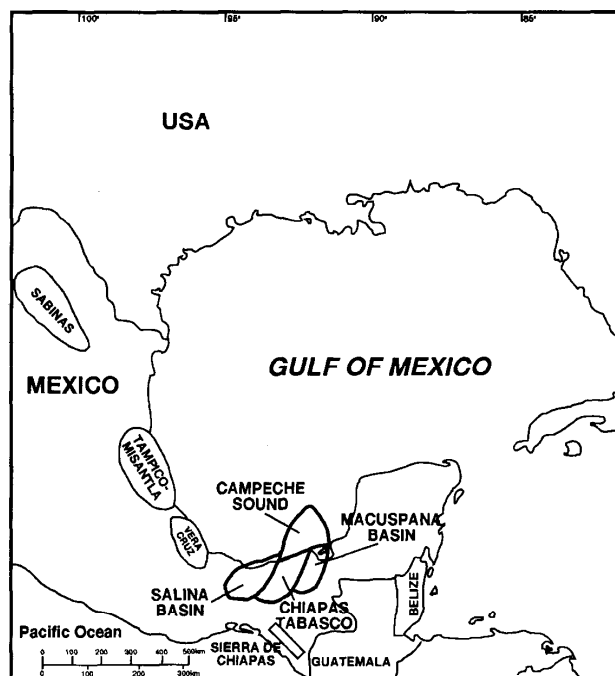 100°
95°
90°
85°
USA
SABINAS
MEXICO
GULF OF MEXICO
TAMPICO-
MISANTLA
CAMPECHE
SOUND
MACUSPANA
BASIN
VERA
CRUZ
SALINA
BASIN
CHIAPAS
TABASCO
BELIZE
Pacific Ocean
SIERRA DE
CHIAPAS
GUATEMALA
0 100 200 300 400 500km
0 100 200 300km